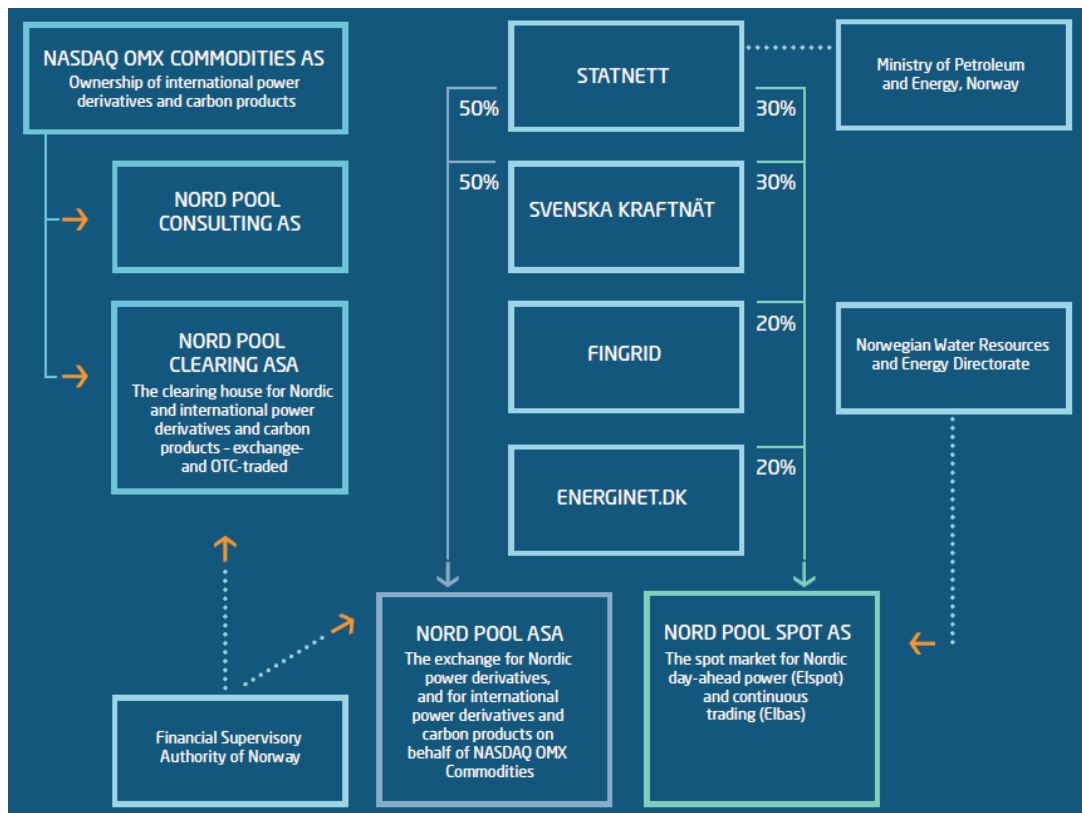 NASDAQ OMX COMMODITIES AS
Ownership of international power
derivatives and carbon products
NORD POOL
CONSULTING AS
NORD POOL
CLEARING ASA
The clearing house for Nordic
and international power
derivatives and carbon
products – exchange-
and OTC-traded
STATNETT
50%
30%
Ministry of Petroleum
and Energy, Norway
SVENSKA KRAFTNÄT
50%
30%
FINGRID
20%
Norwegian Water Resources
and Energy Directorate
ENERGINET.DK
20%
Financial Supervisory
Authority of Norway
NORD POOL ASA
The exchange for Nordic
power derivatives,
and for international
power derivatives and
carbon products on
behalf of NASDAQ OMX
Commodities
NORD POOL SPOT AS
The spot market for Nordic
day-ahead power (Elspot)
and continuous
trading (Elbas)